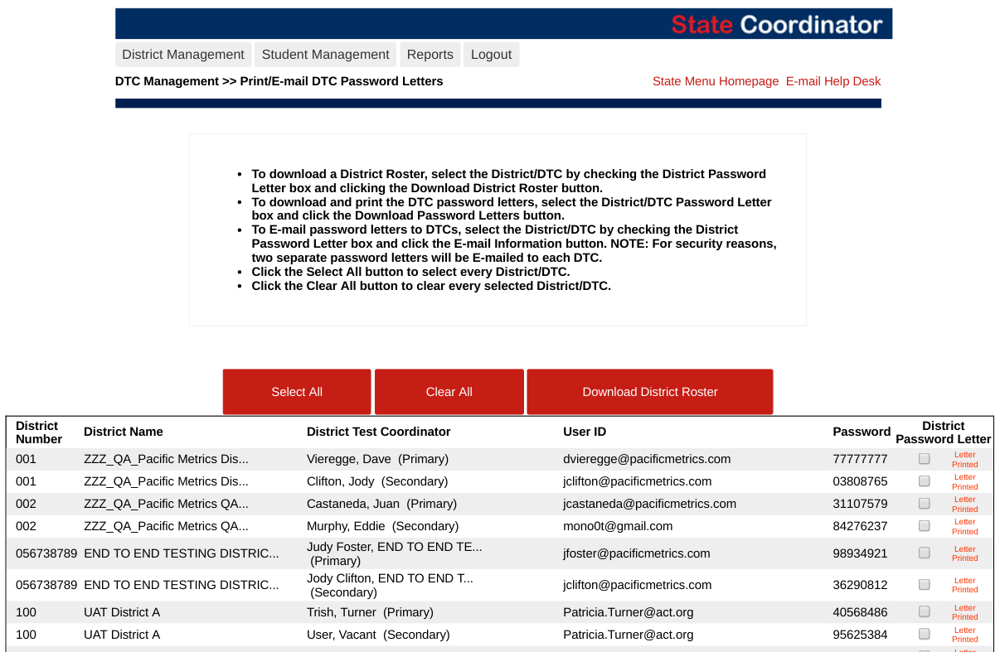 State Coordinator
District Management Student Management Reports Logout
DTC Management >> Print/E-mail DTC Password Letters State Menu Homepage E-mail Help Desk
• To download a District Roster, select the District/DTC by checking the District Password
Letter box and clicking the Download District Roster button.
• To download and print the DTC password letters, select the District/DTC Password Letter
box and click the Download Password Letters button.
• To E-mail password letters to DTCs, select the District/DTC by checking the District
Password Letter box and click the E-mail Information button. NOTE: For security reasons,
two separate password letters will be E-mailed to each DTC.
• Click the Select All button to select every District/DTC.
• Click the Clear All button to clear every selected District/DTC.
Select All Clear All Download District Roster
District Number District Name District Test Coordinator User ID Password District Password Letter
001 ZZZ_QA_Pacific Metrics Dis... Vieregge, Dave (Primary) dvieregge@pacificmetrics.com 77777777 Letter Printed
001 ZZZ_QA_Pacific Metrics Dis... Clifton, Jody (Secondary) jclifton@pacificmetrics.com 03808765 Letter Printed
002 ZZZ_QA_Pacific Metrics QA... Castaneda, Juan (Primary) jcastaneda@pacificmetrics.com 31107579 Letter Printed
002 ZZZ_QA_Pacific Metrics QA... Murphy, Eddie (Secondary) mono0t@gmail.com 84276237 Letter Printed
056738789 END TO END TESTING DISTRIC... Judy Foster, END TO END TE... (Primary) jfoster@pacificmetrics.com 98934921 Letter Printed
056738789 END TO END TESTING DISTRIC... Jody Clifton, END TO END T... (Secondary) jclifton@pacificmetrics.com 36290812 Letter Printed
100 UAT District A Trish, Turner (Primary) Patricia.Turner@act.org 40568486 Letter Printed
100 UAT District A User, Vacant (Secondary) Patricia.Turner@act.org 95625384 Letter Printed